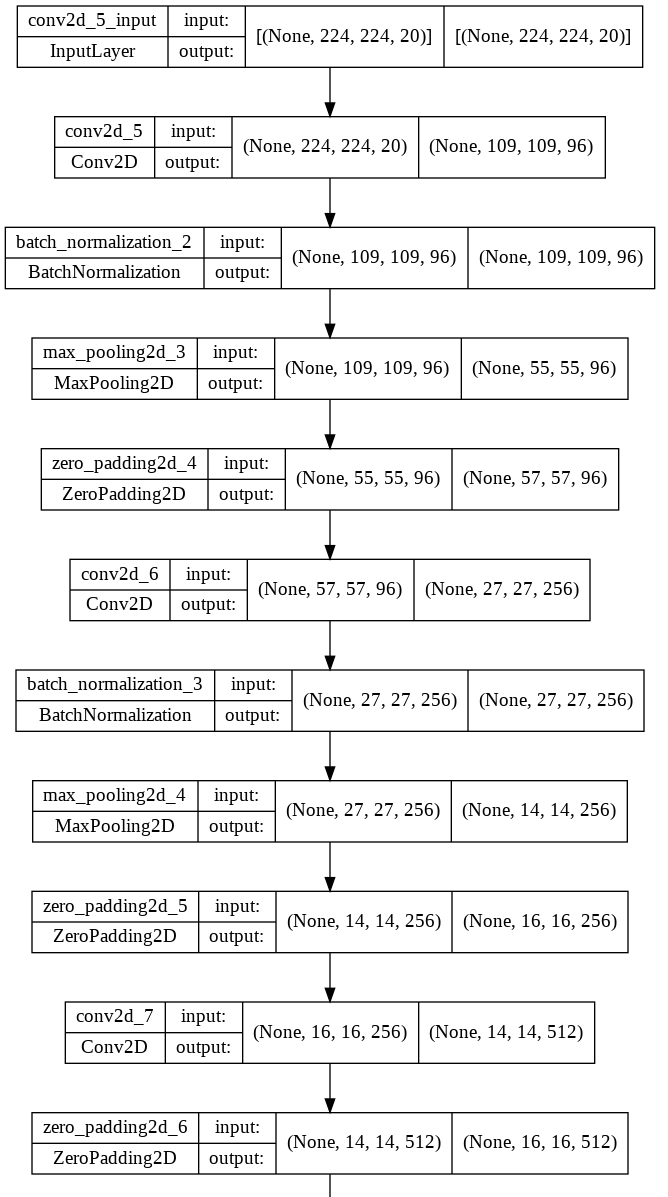 conv2d_5_input input: [(None, 224, 224, 20)] [(None, 224, 224, 20)]
InputLayer output:
conv2d_5 input: (None, 224, 224, 20) (None, 109, 109, 96)
Conv2D output:
batch_normalization_2 input: (None, 109, 109, 96) (None, 109, 109, 96)
BatchNormalization output:
max_pooling2d_3 input: (None, 109, 109, 96) (None, 55, 55, 96)
MaxPooling2D output:
zero_padding2d_4 input: (None, 55, 55, 96) (None, 57, 57, 96)
ZeroPadding2D output:
conv2d_6 input: (None, 57, 57, 96) (None, 27, 27, 256)
Conv2D output:
batch_normalization_3 input: (None, 27, 27, 256) (None, 27, 27, 256)
BatchNormalization output:
max_pooling2d_4 input: (None, 27, 27, 256) (None, 14, 14, 256)
MaxPooling2D output:
zero_padding2d_5 input: (None, 14, 14, 256) (None, 16, 16, 256)
ZeroPadding2D output:
conv2d_7 input: (None, 16, 16, 256) (None, 14, 14, 512)
Conv2D output:
zero_padding2d_6 input: (None, 14, 14, 512) (None, 16, 16, 512)
ZeroPadding2D output: